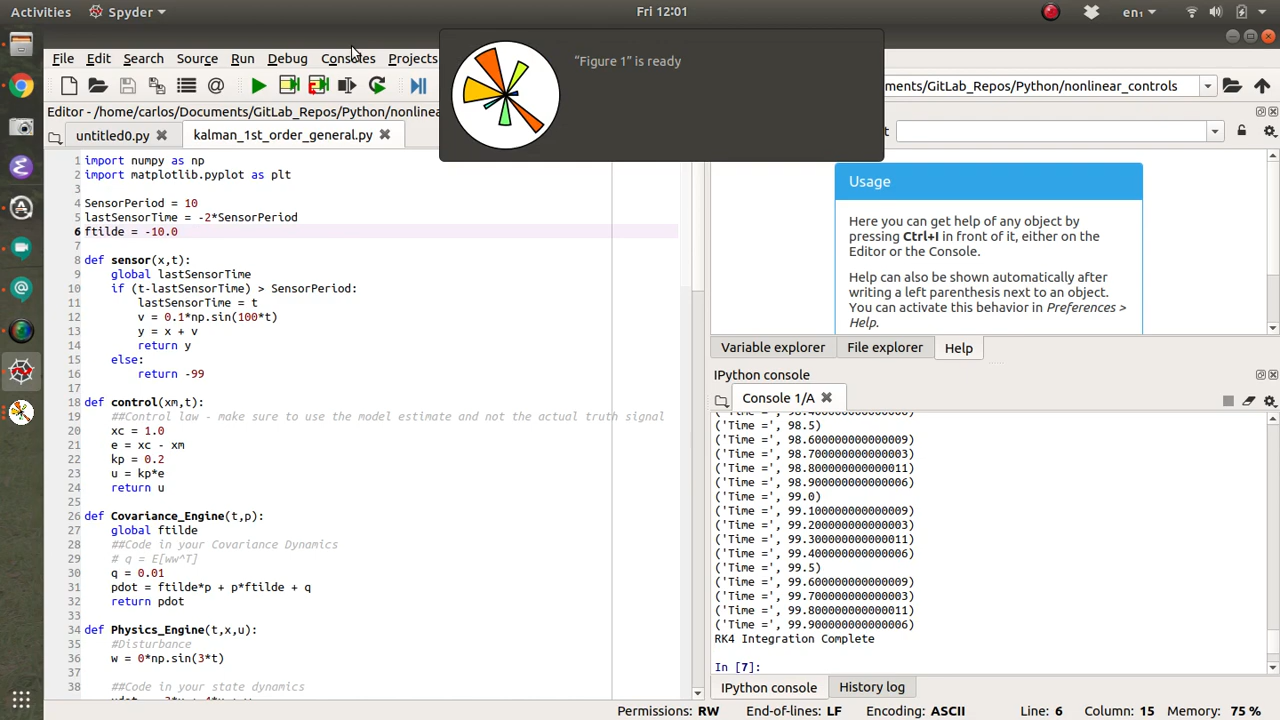 Activities
Spyder
Fri 12:01
en₁
File Edit Search Source Run Debug Consoles Projects
"Figure 1" is ready
ments/GitLab_Repos/Python/nonlinear_controls
Editor - /home/carlos/Documents/GitLab_Repos/Python/nonlinear
untitled0.py
kalman_1st_order_general.py
1 import numpy as np
2 import matplotlib.pyplot as plt
3
4 SensorPeriod = 10
5 lastSensorTime = -2*SensorPeriod
6 ftilde = -10.0
7
8 def sensor(x,t):
9     global lastSensorTime
10     if (t-lastSensorTime) > SensorPeriod:
11         lastSensorTime = t
12         v = 0.1*np.sin(100*t)
13         y = x + v
14         return y
15     else:
16         return -99
17
18 def control(xm,t):
19     ##Control law - make sure to use the model estimate and not the actual truth signal
20     xc = 1.0
21     e = xc - xm
22     kp = 0.2
23     u = kp*e
24     return u
25
26 def Covariance_Engine(t,p):
27     global ftilde
28     ##Code in your Covariance Dynamics
29     # q = E[ww^T]
30     q = 0.01
31     pdot = ftilde*p + p*ftilde + q
32     return pdot
33
34 def Physics_Engine(t,x,u):
35     #Disturbance
36     w = 0*np.sin(3*t)
37
38     ##Code in your state dynamics
Usage
Here you can get help of any object by
pressing Ctrl+I in front of it, either on the
Editor or the Console.
Help can also be shown automatically after
writing a left parenthesis next to an object.
You can activate this behavior in Preferences >
Help.
Variable explorer
File explorer
Help
IPython console
Console 1/A
('Time =', 98.5)
('Time =', 98.600000000000009)
('Time =', 98.700000000000003)
('Time =', 98.800000000000011)
('Time =', 98.900000000000006)
('Time =', 99.0)
('Time =', 99.100000000000009)
('Time =', 99.200000000000003)
('Time =', 99.300000000000011)
('Time =', 99.400000000000006)
('Time =', 99.5)
('Time =', 99.600000000000009)
('Time =', 99.700000000000003)
('Time =', 99.800000000000011)
('Time =', 99.900000000000006)
RK4 Integration Complete
In [7]:
IPython console
History log
Permissions: RW End-of-lines: LF Encoding: ASCII Line: 6 Column: 15 Memory: 75 %